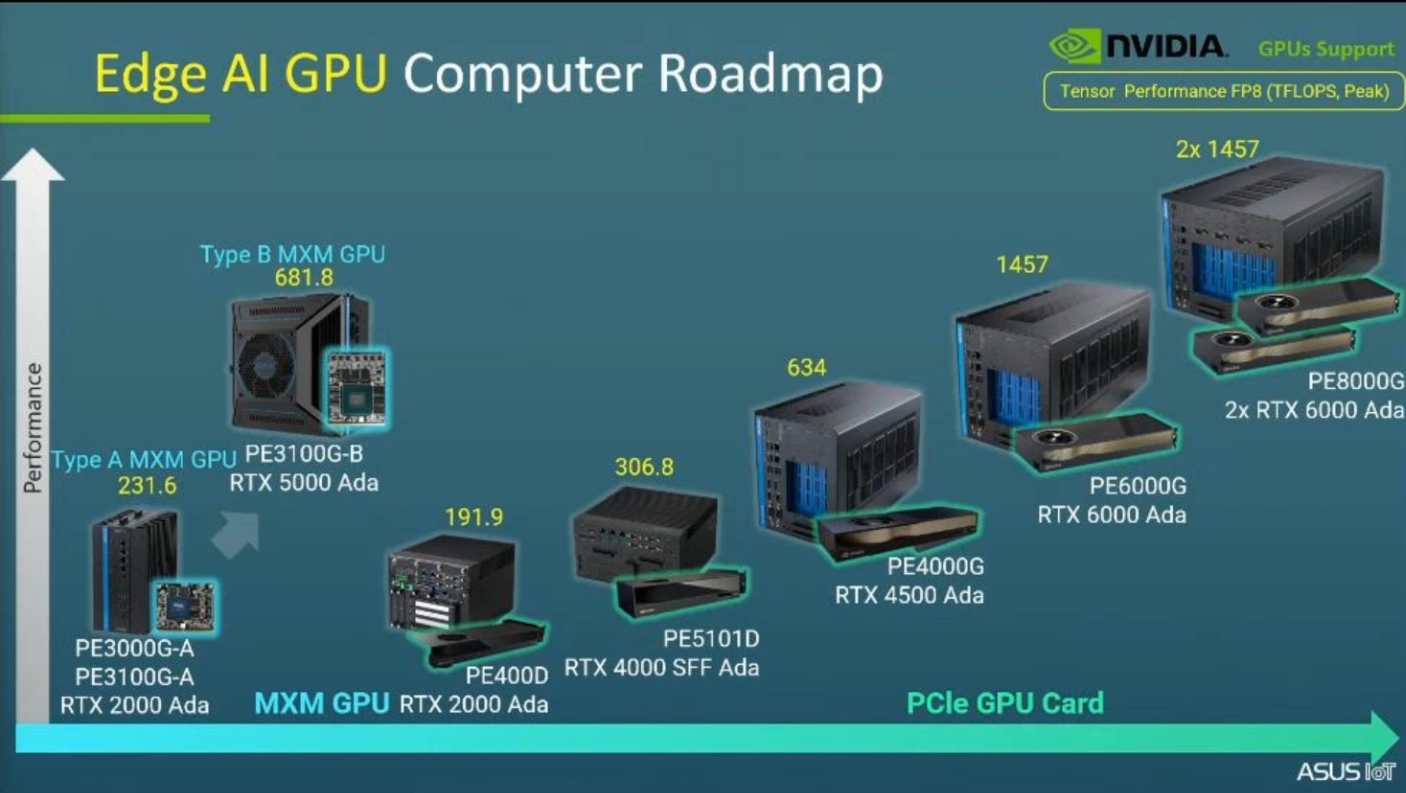 Edge AI GPU Computer Roadmap
NVIDIA. GPUs Support
Tensor Performance FP8 (TFLOPS, Peak)
Performance
Type A MXM GPU
231.6
PE3000G-A
PE3100G-A
RTX 2000 Ada
Type B MXM GPU
681.8
PE3100G-B
RTX 5000 Ada
191.9
PE400D
RTX 2000 Ada
306.8
PE5101D
RTX 4000 SFF Ada
634
PE4000G
RTX 4500 Ada
1457
PE6000G
RTX 6000 Ada
2x 1457
PE8000G
2x RTX 6000 Ada
MXM GPU
PCIe GPU Card
ASUS IoT